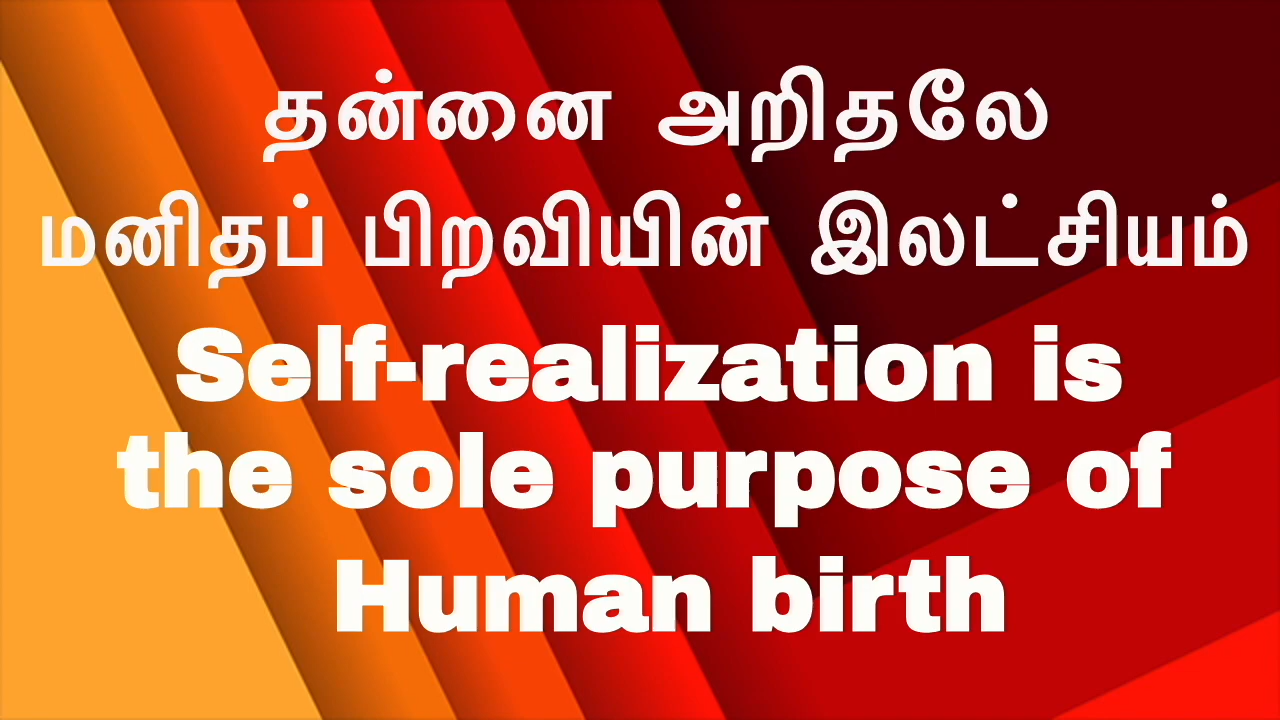 தன்னை அறிதலே
மனிதப் பிறவியின் இலட்சியம்
Self-realization is
the sole purpose of
Human birth